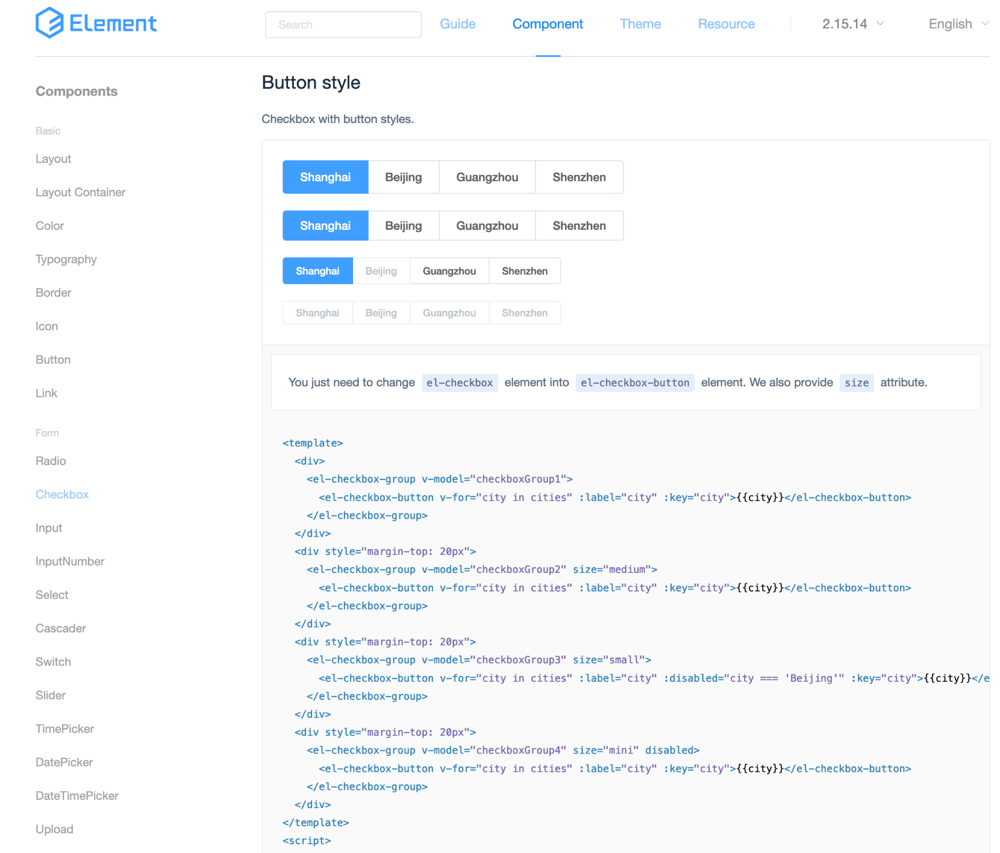 Element
Search
Guide
Component
Theme
Resource
2.15.14
English
Components
Basic
Layout
Layout Container
Color
Typography
Border
Icon
Button
Link
Form
Radio
Checkbox
Input
InputNumber
Select
Cascader
Switch
Slider
TimePicker
DatePicker
DateTimePicker
Upload
Button style
Checkbox with button styles.
Shanghai Beijing Guangzhou Shenzhen
Shanghai Beijing Guangzhou Shenzhen
Shanghai Beijing Guangzhou Shenzhen
Shanghai Beijing Guangzhou Shenzhen
You just need to change el-checkbox element into el-checkbox-button element. We also provide size attribute.
<template>
  <div>
    <el-checkbox-group v-model="checkboxGroup1">
      <el-checkbox-button v-for="city in cities" :label="city" :key="city">{{city}}</el-checkbox-button>
    </el-checkbox-group>
  </div>
  <div style="margin-top: 20px">
    <el-checkbox-group v-model="checkboxGroup2" size="medium">
      <el-checkbox-button v-for="city in cities" :label="city" :key="city">{{city}}</el-checkbox-button>
    </el-checkbox-group>
  </div>
  <div style="margin-top: 20px">
    <el-checkbox-group v-model="checkboxGroup3" size="small">
      <el-checkbox-button v-for="city in cities" :label="city" :disabled="city === 'Beijing'" :key="city">{{city}}</e
    </el-checkbox-group>
  </div>
  <div style="margin-top: 20px">
    <el-checkbox-group v-model="checkboxGroup4" size="mini" disabled>
      <el-checkbox-button v-for="city in cities" :label="city" :key="city">{{city}}</el-checkbox-button>
    </el-checkbox-group>
  </div>
</template>
<script>